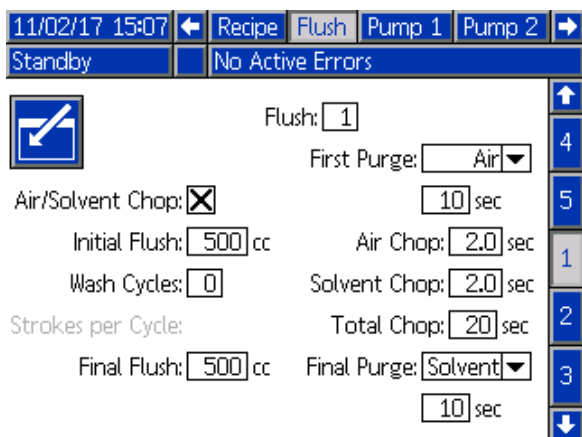 11/02/17 15:07 Recipe Flush Pump 1 Pump 2
Standby No Active Errors
Flush: 1
First Purge: Air
Air/Solvent Chop: 10 sec
Initial Flush: 500 cc Air Chop: 2.0 sec
Wash Cycles: 0 Solvent Chop: 2.0 sec
Strokes per Cycle: Total Chop: 20 sec
Final Flush: 500 cc Final Purge: Solvent
10 sec
4
5
1
2
3